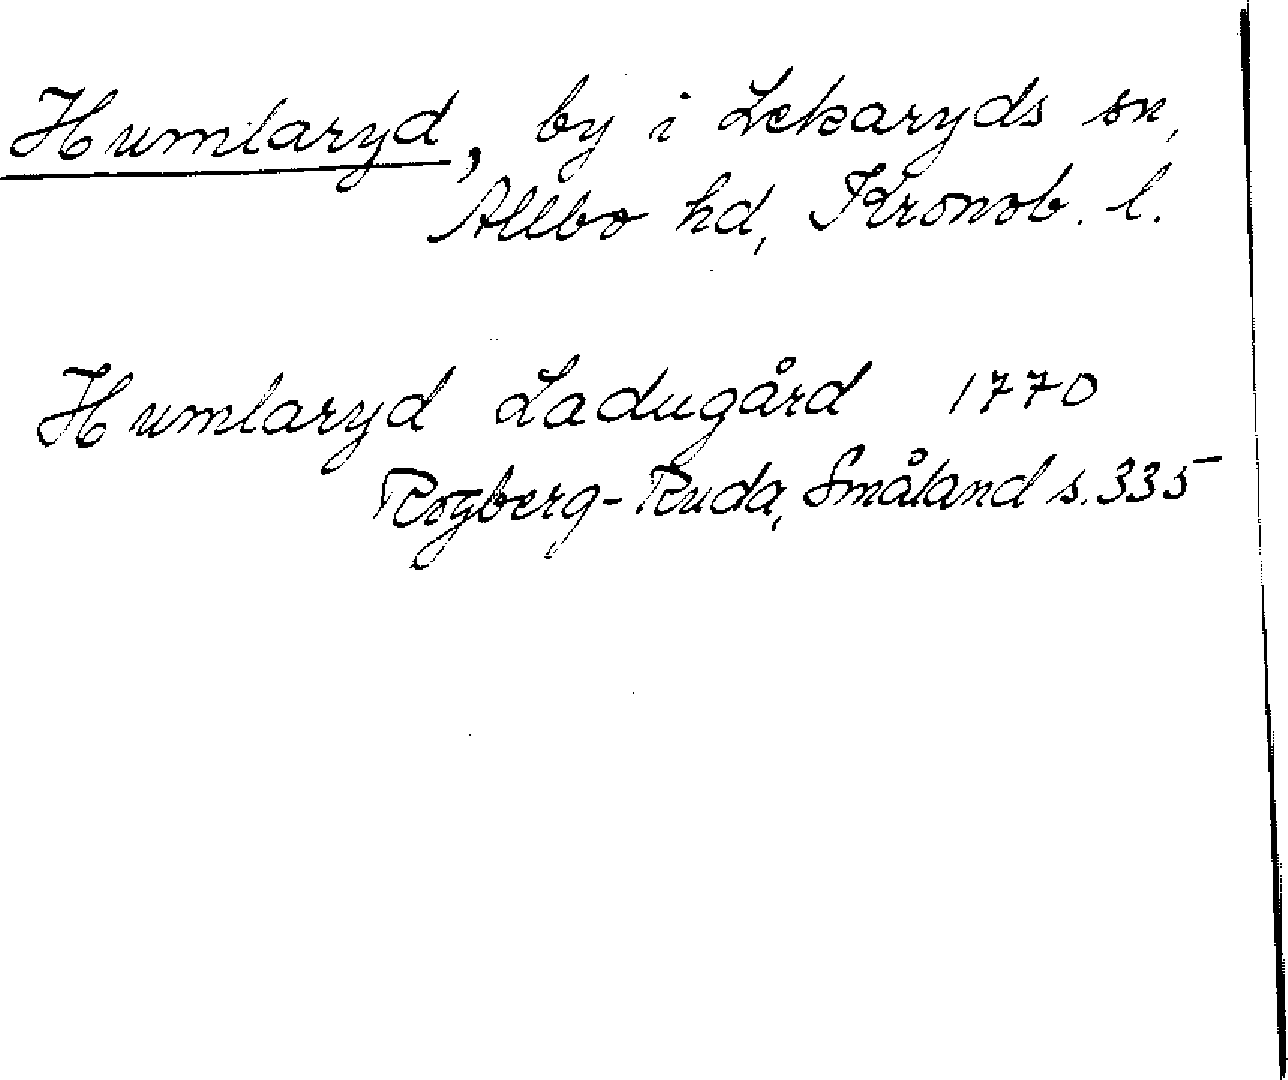 Humlaryd, by i Lekaryds sn,
Allbo hd, Kronob. l.
Humlaryd Ladugård 1770
Rogberg-Ruda, Småland s. 335